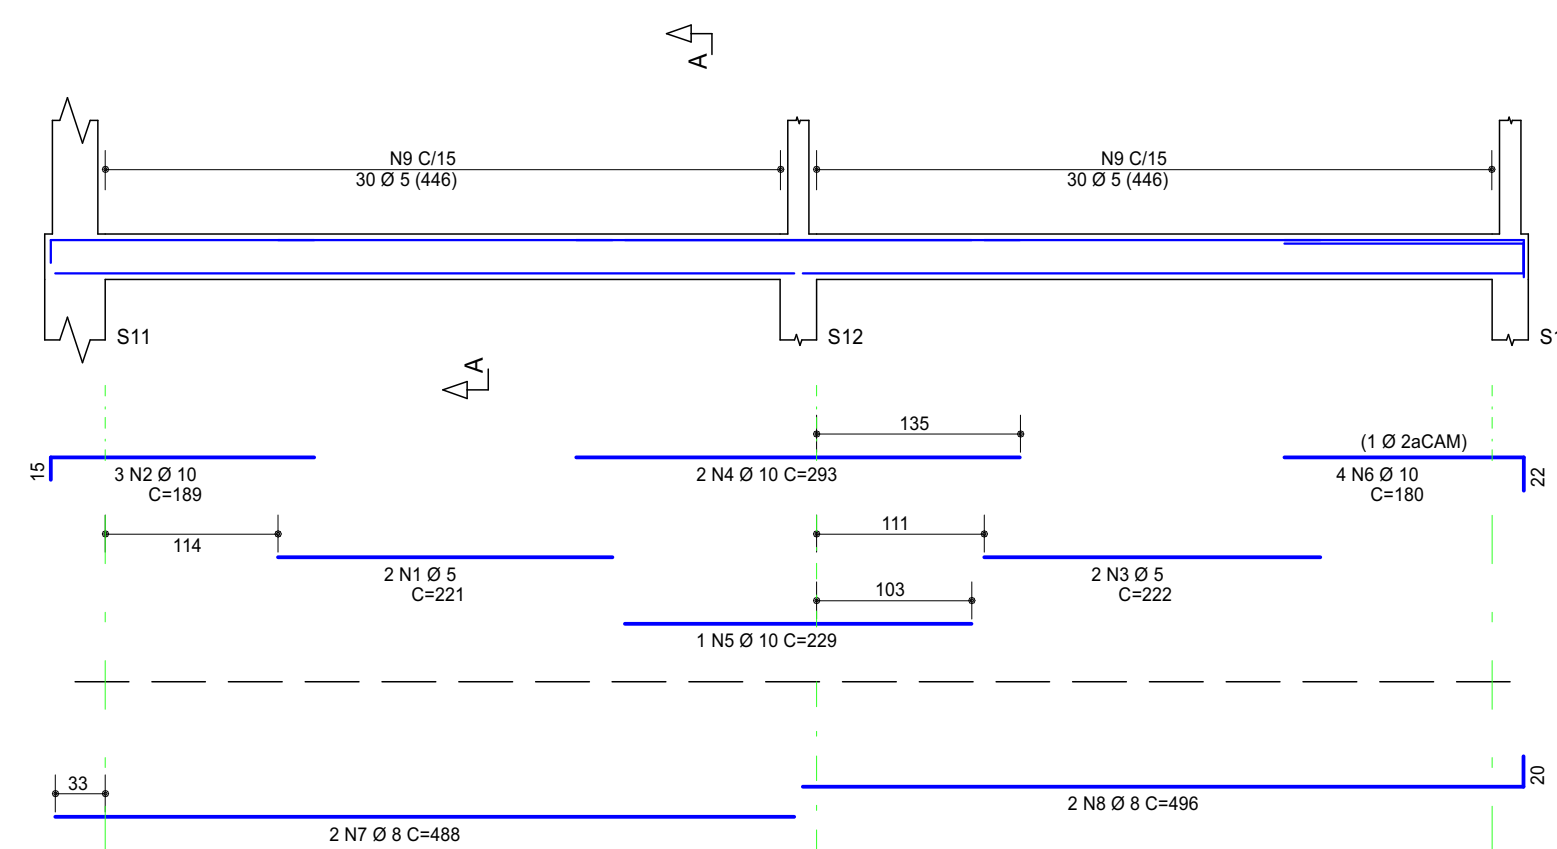 A
N9 C/15
30 Ø 5 (446)
N9 C/15
30 Ø 5 (446)
S11
S12
A
135
(1 Ø 2aCAM)
15
3 N2 Ø 10
C=189
2 N4 Ø 10 C=293
4 N6 Ø 10
C=180
22
114
111
2 N1 Ø 5
C=221
2 N3 Ø 5
C=222
103
1 N5 Ø 10 C=229
33
20
2 N8 Ø 8 C=496
2 N7 Ø 8 C=488